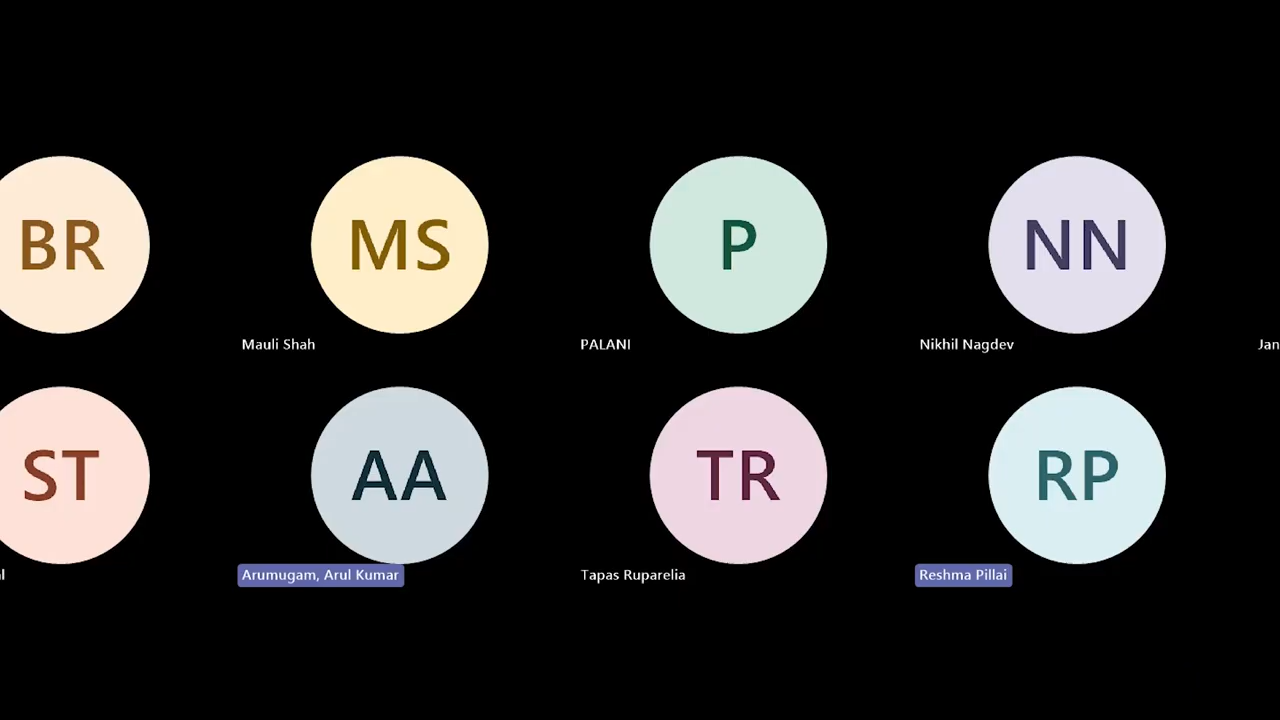 BR MS P NN
Mauli Shah PALANI Nikhil Nagdev Jan
ST AA TR RP
Arumugam, Arul Kumar Tapas Ruparelia Reshma Pillai